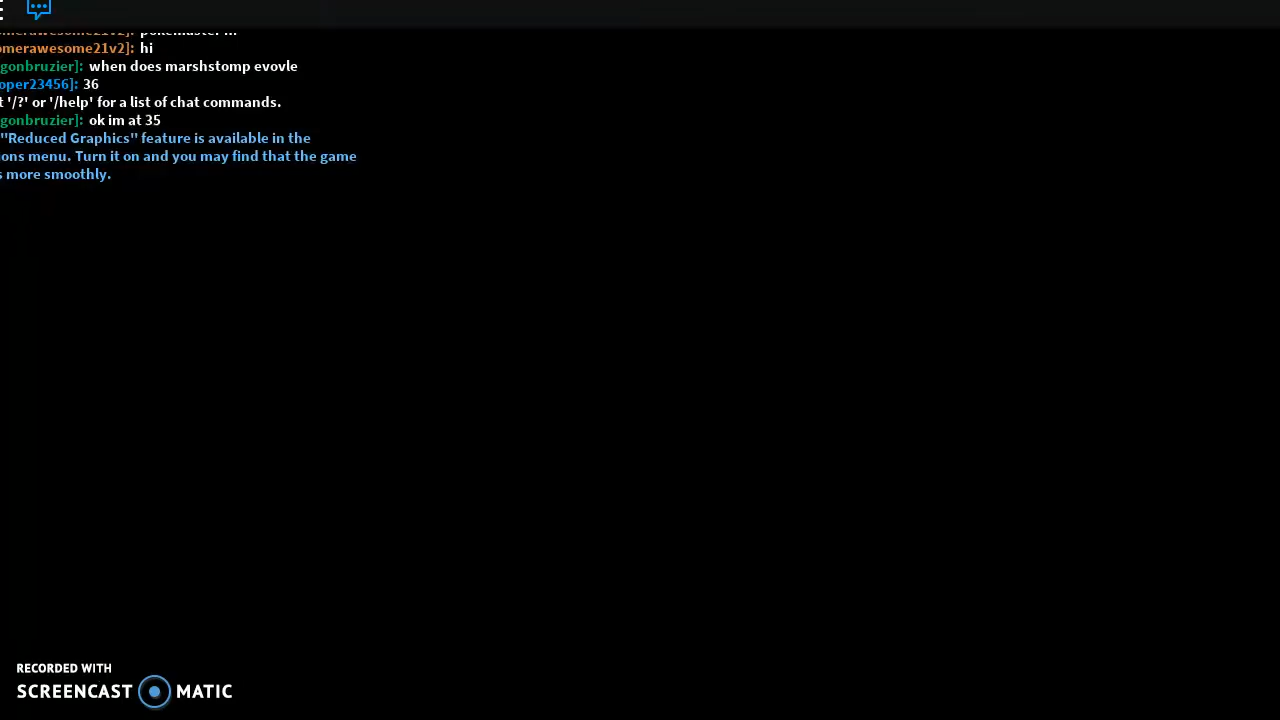 omerawesome21v2]: hi
gonbruzier]: when does marshstomp evovle
oper23456]: 36
t '/?' or '/help' for a list of chat commands.
gonbruzier]: ok im at 35
"Reduced Graphics" feature is available in the
ions menu. Turn it on and you may find that the game
s more smoothly.
RECORDED WITH
SCREENCAST MATIC